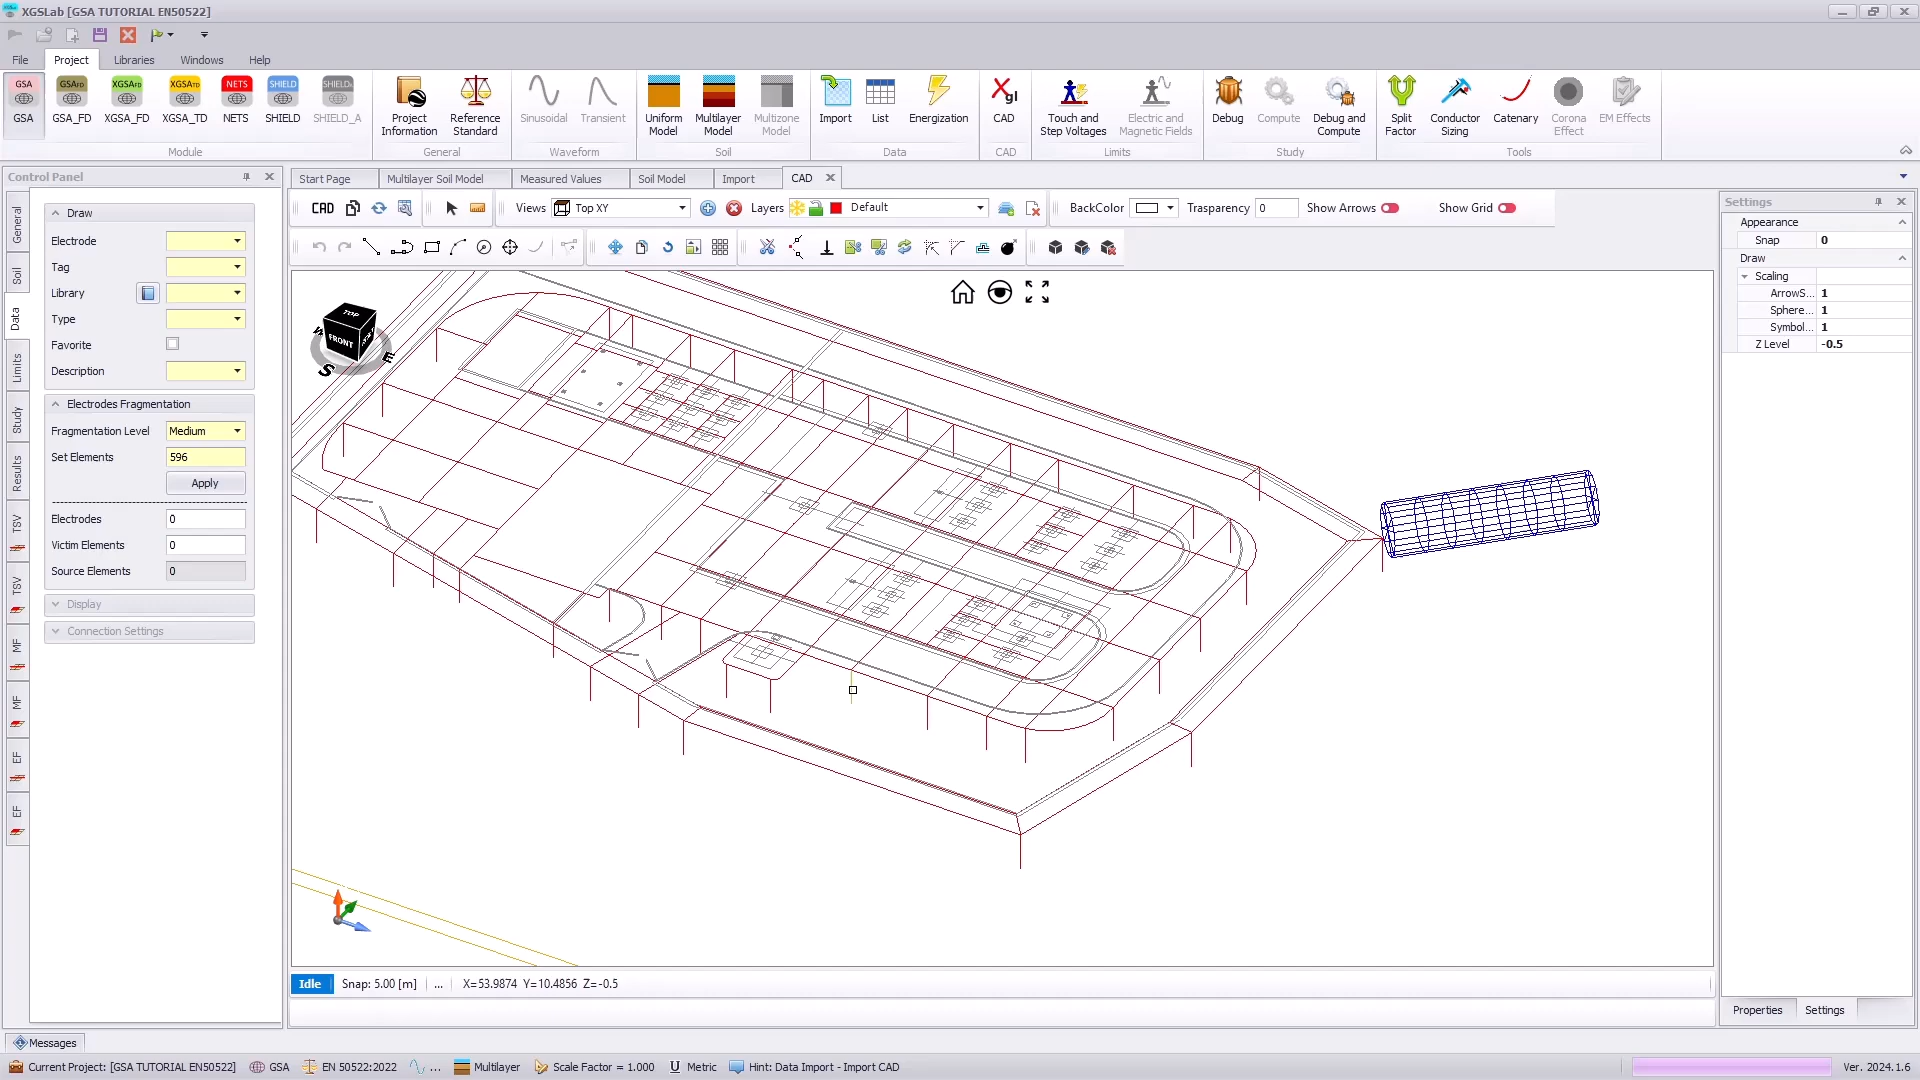 XGSLab [GSA TUTORIAL EN50522]
File Project Libraries Windows Help
GSA GSAFD XGSAFD XGSATD NETS SHIELD SHIELD
GSA GSA_FD XGSA_FD XGSA_TD NETS SHIELD SHIELD_A
Module
Project Information Reference Standard
General
Sinusoidal Transient
Waveform
Uniform Model Multilayer Model Multizone Model
Soil
Import List Energization
Data
gl
CAD
CAD
Touch and Step Voltages Electric and Magnetic Fields
Limits
Debug Compute Debug and Compute
Study
Split Factor Conductor Sizing Catenary Corona Effect EM Effects
Tools
Control Panel
Start Page Multilayer Soil Model Measured Values Soil Model Import CAD
General
Soil
Data
Limits
Study
Results
TSV
TSV
MF
MF
EF
EF
Draw
Electrode
Tag
Library
Type
Favorite
Description
Electrodes Fragmentation
Fragmentation Level Medium
Set Elements 596
Apply
Electrodes 0
Victim Elements 0
Source Elements 0
Display
Connection Settings
CAD Views Top XY Layers Default BackColor Trasparency 0 Show Arrows Show Grid
TOP
FRONT
W
S
E
Settings
Appearance
Snap 0
Draw
Scaling
ArrowS... 1
Sphere... 1
Symbol... 1
Z Level -0.5
Idle Snap: 5.00 [m] ... X=53.9874 Y=10.4856 Z=-0.5
Properties Settings
Messages
Current Project: [GSA TUTORIAL EN50522] GSA EN 50522:2022 ... Multilayer Scale Factor = 1.000 U Metric Hint: Data Import - Import CAD Ver. 2024.1.6